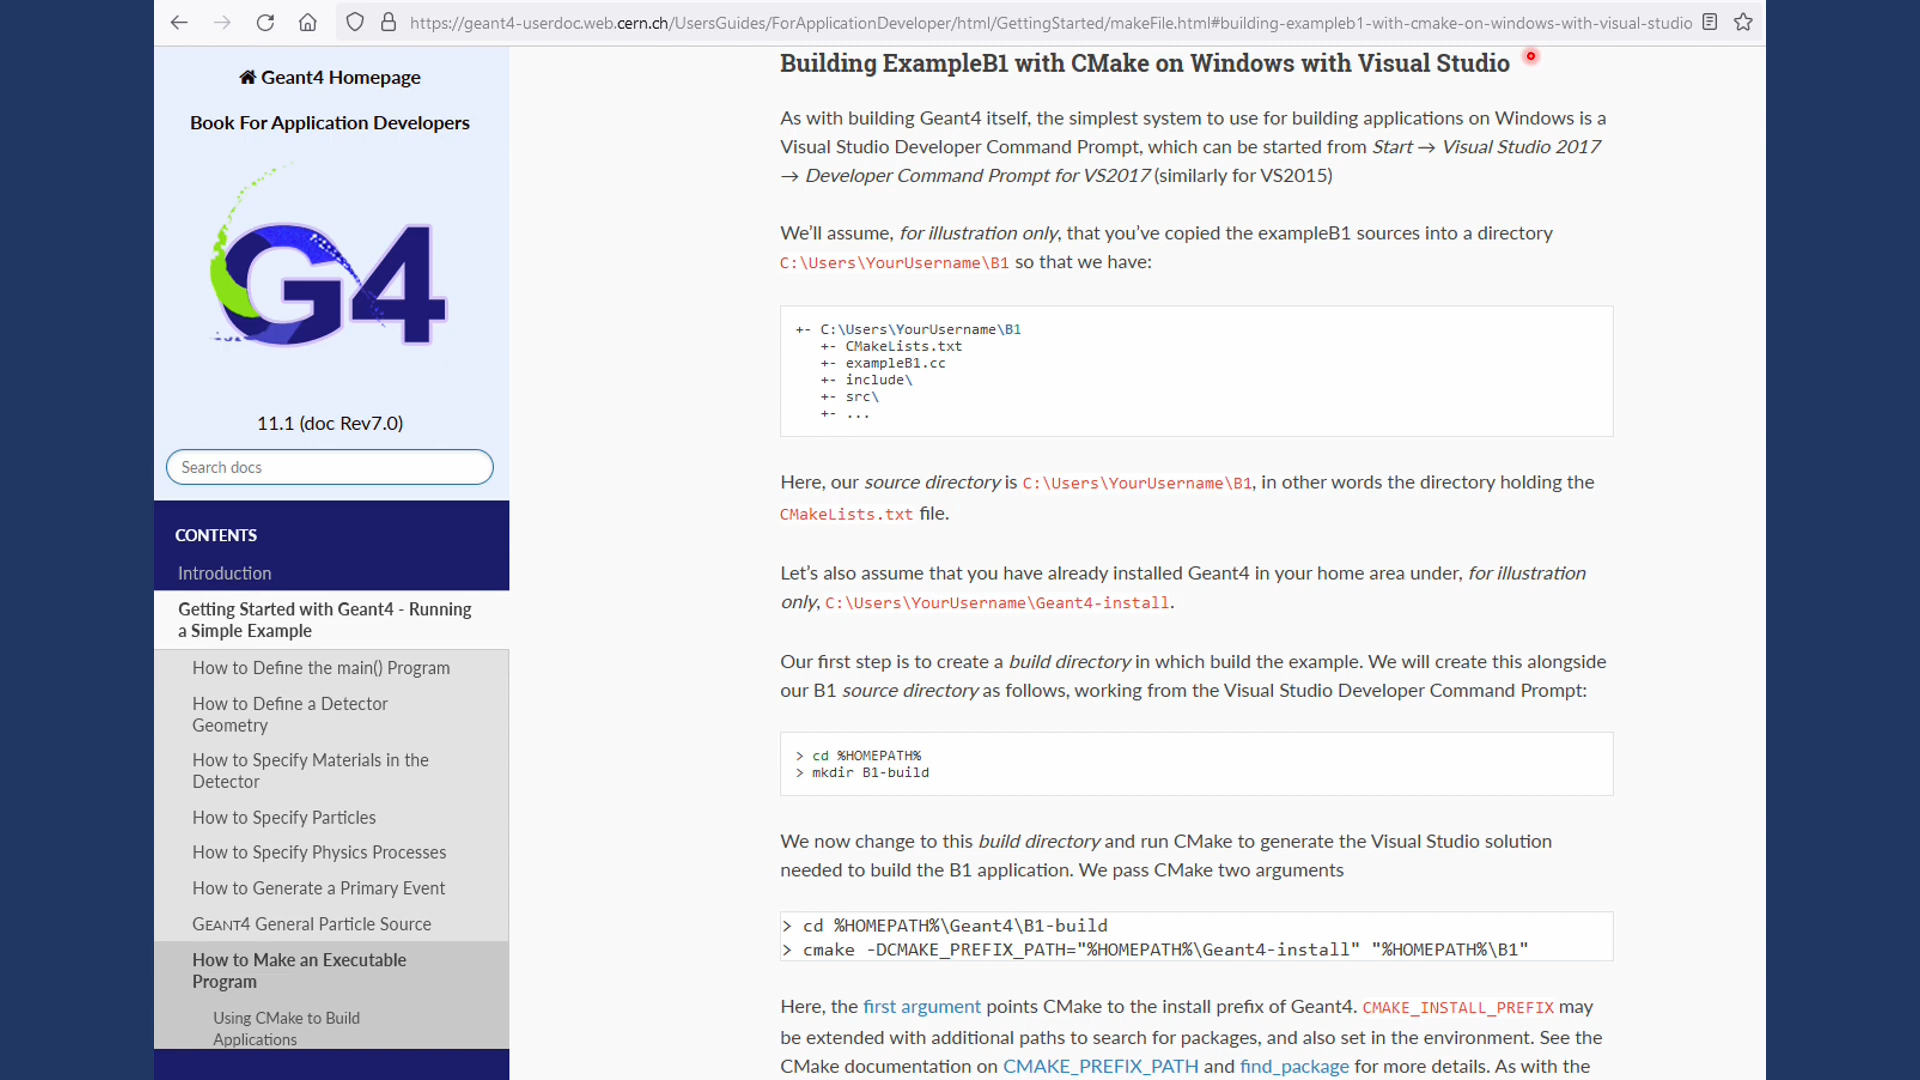 https://geant4-userdoc.web.cern.ch/UsersGuides/ForApplicationDeveloper/html/GettingStarted/makeFile.html#building-exampleb1-with-cmake-on-windows-with-visual-studio
Geant4 Homepage
Book For Application Developers
G4
11.1 (doc Rev7.0)
Search docs
CONTENTS
Introduction
Getting Started with Geant4 - Running
a Simple Example
How to Define the main() Program
How to Define a Detector
Geometry
How to Specify Materials in the
Detector
How to Specify Particles
How to Specify Physics Processes
How to Generate a Primary Event
GEANT4 General Particle Source
How to Make an Executable
Program
Using CMake to Build
Applications
Building ExampleB1 with CMake on Windows with Visual Studio
As with building Geant4 itself, the simplest system to use for building applications on Windows is a
Visual Studio Developer Command Prompt, which can be started from Start → Visual Studio 2017
→ Developer Command Prompt for VS2017 (similarly for VS2015)
We’ll assume, for illustration only, that you’ve copied the exampleB1 sources into a directory
C:\Users\YourUsername\B1 so that we have:
+- C:\Users\YourUsername\B1
+- CMakeLists.txt
+- exampleB1.cc
+- include\
+- src\
+- ...
Here, our source directory is C:\Users\YourUsername\B1, in other words the directory holding the
CMakeLists.txt file.
Let’s also assume that you have already installed Geant4 in your home area under, for illustration
only, C:\Users\YourUsername\Geant4-install.
Our first step is to create a build directory in which build the example. We will create this alongside
our B1 source directory as follows, working from the Visual Studio Developer Command Prompt:
> cd %HOMEPATH%
> mkdir B1-build
We now change to this build directory and run CMake to generate the Visual Studio solution
needed to build the B1 application. We pass CMake two arguments
> cd %HOMEPATH%\Geant4\B1-build
> cmake -DCMAKE_PREFIX_PATH="%HOMEPATH%\Geant4-install" "%HOMEPATH%\B1"
Here, the first argument points CMake to the install prefix of Geant4. CMAKE_INSTALL_PREFIX may
be extended with additional paths to search for packages, and also set in the environment. See the
CMake documentation on CMAKE_PREFIX_PATH and find_package for more details. As with the